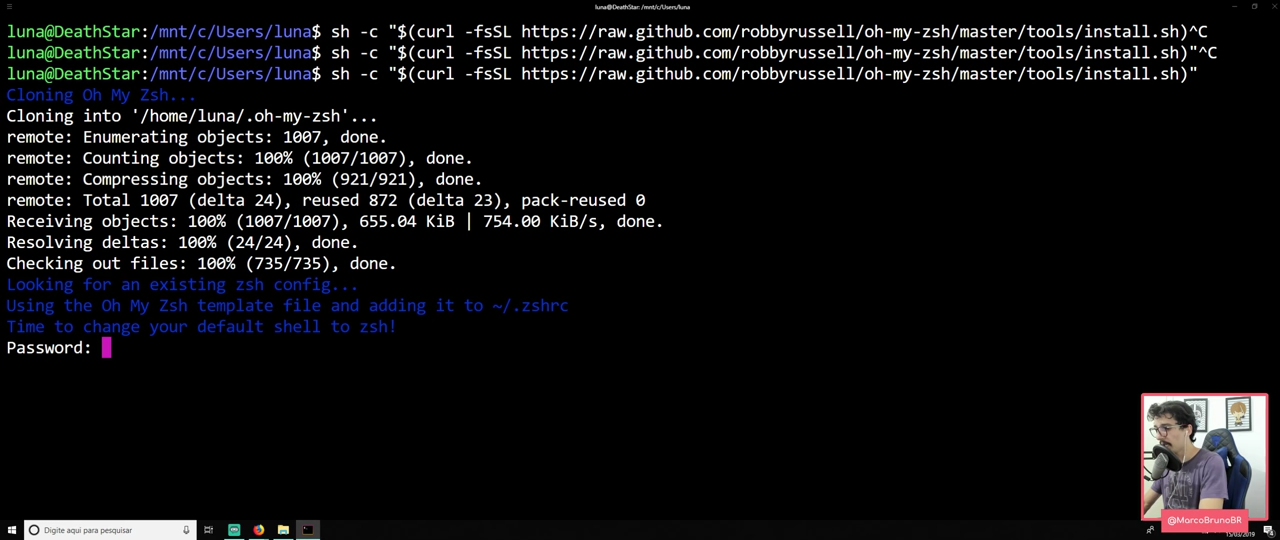 luna@DeathStar: /mnt/c/Users/luna
luna@DeathStar:/mnt/c/Users/luna$ sh -c "$(curl -fsSL https://raw.github.com/robbyrussell/oh-my-zsh/master/tools/install.sh)^C
luna@DeathStar:/mnt/c/Users/luna$ sh -c "$(curl -fsSL https://raw.github.com/robbyrussell/oh-my-zsh/master/tools/install.sh)"^C
luna@DeathStar:/mnt/c/Users/luna$ sh -c "$(curl -fsSL https://raw.github.com/robbyrussell/oh-my-zsh/master/tools/install.sh)"
Cloning Oh My Zsh...
Cloning into '/home/luna/.oh-my-zsh'...
remote: Enumerating objects: 1007, done.
remote: Counting objects: 100% (1007/1007), done.
remote: Compressing objects: 100% (921/921), done.
remote: Total 1007 (delta 24), reused 872 (delta 23), pack-reused 0
Receiving objects: 100% (1007/1007), 655.04 KiB | 754.00 KiB/s, done.
Resolving deltas: 100% (24/24), done.
Checking out files: 100% (735/735), done.
Looking for an existing zsh config...
Using the Oh My Zsh template file and adding it to ~/.zshrc
Time to change your default shell to zsh!
Password:
@MarcoBrunoBR
Digite aqui para pesquisar
15/03/2019